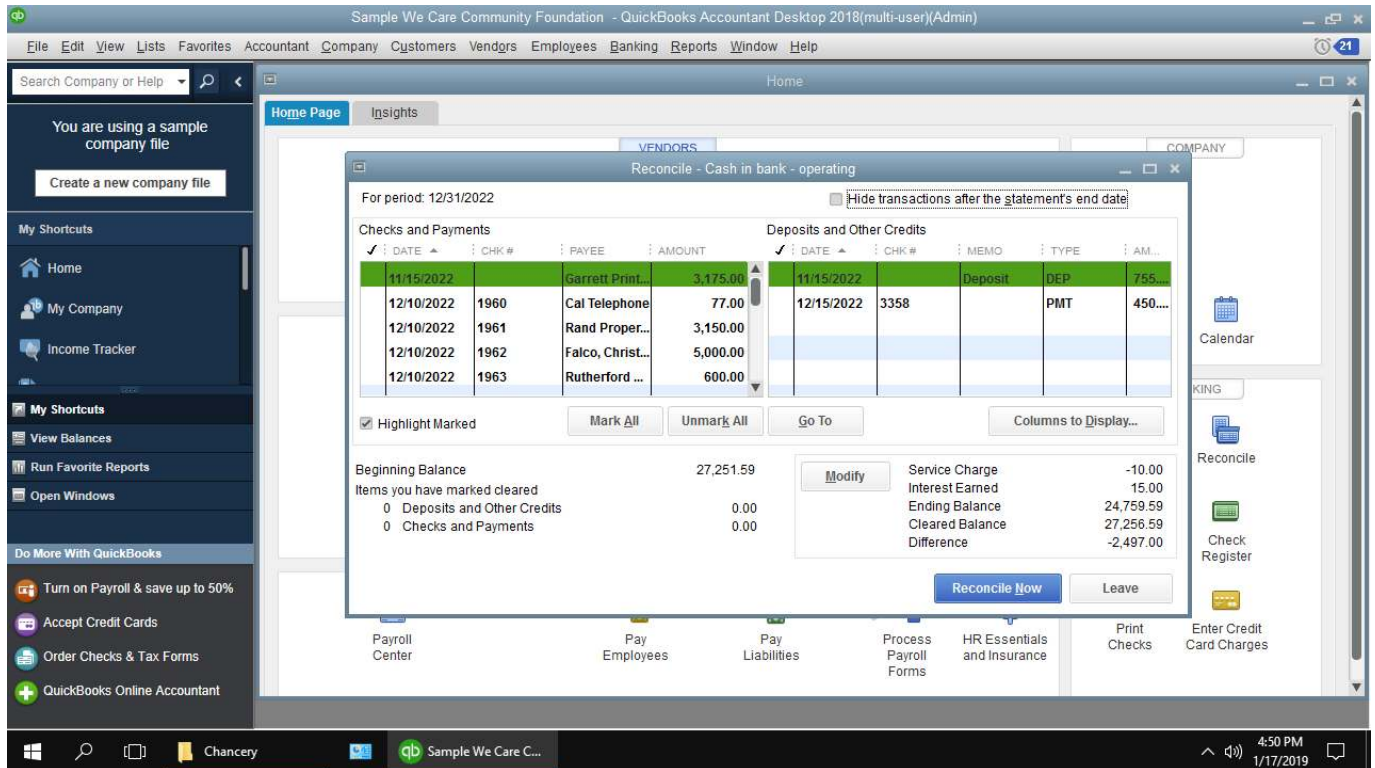 qb
Sample We Care Community Foundation - QuickBooks Accountant Desktop 2018(multi-user)(Admin)
File Edit View Lists Favorites Accountant Company Customers Vendors Employees Banking Reports Window Help
21
Search Company or Help
Home
You are using a sample
company file
Create a new company file
My Shortcuts
Home
My Company
Income Tracker
My Shortcuts
View Balances
Run Favorite Reports
Open Windows
Do More With QuickBooks
Turn on Payroll & save up to 50%
Accept Credit Cards
Order Checks & Tax Forms
QuickBooks Online Accountant
Home Page Insights
VENDORS
COMPANY
Reconcile - Cash in bank - operating
For period: 12/31/2022
Hide transactions after the statement's end date
Checks and Payments
DATE CHK # PAYEE AMOUNT
11/15/2022 Garrett Print... 3,175.00
12/10/2022 1960 Cal Telephone 77.00
12/10/2022 1961 Rand Proper... 3,150.00
12/10/2022 1962 Falco, Christ... 5,000.00
12/10/2022 1963 Rutherford ... 600.00
Deposits and Other Credits
DATE CHK # MEMO TYPE AM...
11/15/2022 Deposit DEP 755....
12/15/2022 3358 PMT 450....
Highlight Marked
Mark All Unmark All Go To Columns to Display...
Beginning Balance 27,251.59
Items you have marked cleared
0 Deposits and Other Credits 0.00
0 Checks and Payments 0.00
Modify
Service Charge -10.00
Interest Earned 15.00
Ending Balance 24,759.59
Cleared Balance 27,256.59
Difference -2,497.00
Reconcile Now Leave
Calendar
KING
Reconcile
Check
Register
Print
Checks
Enter Credit
Card Charges
Payroll
Center
Pay
Employees
Pay
Liabilities
Process
Payroll
Forms
HR Essentials
and Insurance
Chancery
qb Sample We Care C...
4:50 PM
1/17/2019